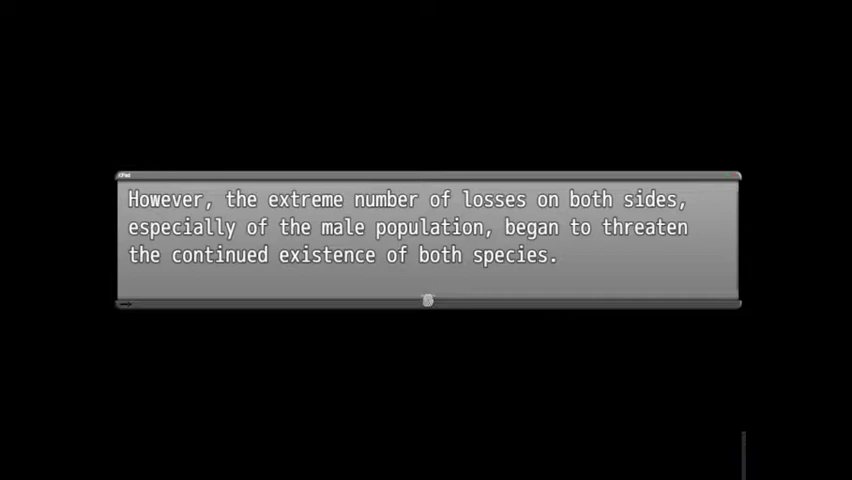 However, the extreme number of losses on both sides,
especially of the male population, began to threaten
the continued existence of both species.